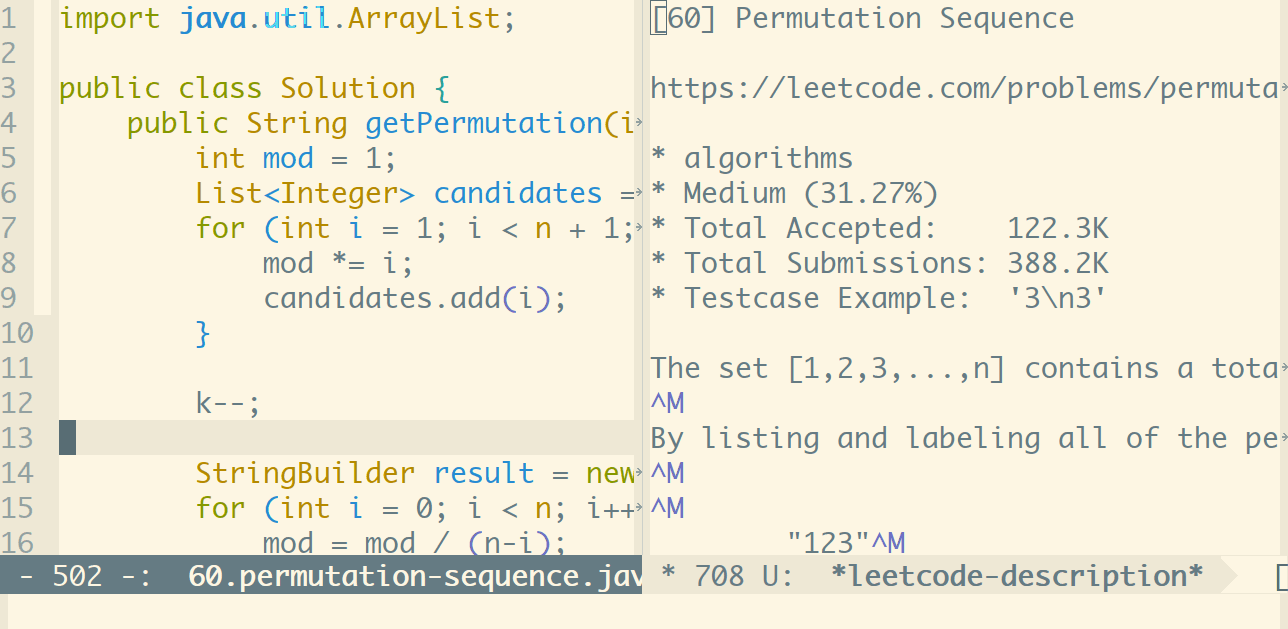 1 import java.util.ArrayList;
2
3 public class Solution {
4 public String getPermutation(i
5 int mod = 1;
6 List<Integer> candidates =
7 for (int i = 1; i < n + 1;
8 mod *= i;
9 candidates.add(i);
10 }
11
12 k--;
13
14 StringBuilder result = new
15 for (int i = 0; i < n; i++
16 mod = mod / (n-i);
- 502 -: 60.permutation-sequence.jav
[60] Permutation Sequence
https://leetcode.com/problems/permuta
* algorithms
* Medium (31.27%)
* Total Accepted: 122.3K
* Total Submissions: 388.2K
* Testcase Example: '3\n3'
The set [1,2,3,...,n] contains a tota
^M
By listing and labeling all of the pe
^M
^M
"123"^M
* 708 U: *leetcode-description* [